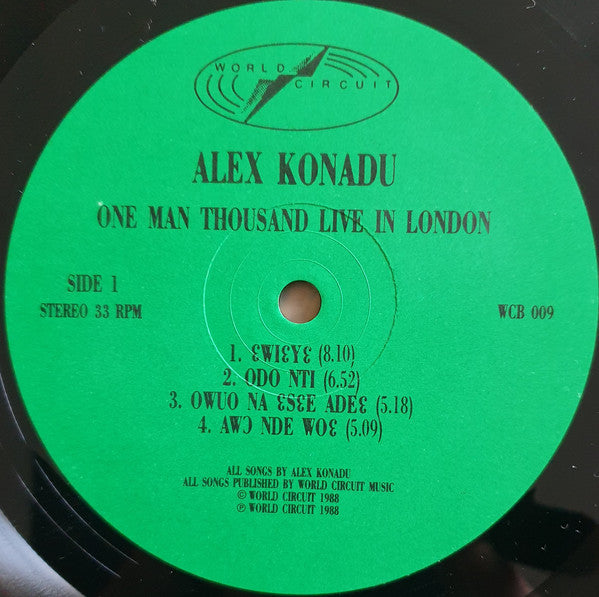 WORLD
CIRCUIT
ALEX KONADU
ONE MAN THOUSAND LIVE IN LONDON
SIDE 1
STEREO 33 RPM
WCB 009
1. ƐWIƐYƐ (8.10)
2. ODO NTI (6.52)
3. OWUO NA ƐSƐE ADEƐ (5.18)
4. AWƆ NDE WOƐ (5.09)
ALL SONGS BY ALEX KONADU
ALL SONGS PUBLISHED BY WORLD CIRCUIT MUSIC
© WORLD CIRCUIT 1988
℗ WORLD CIRCUIT 1988